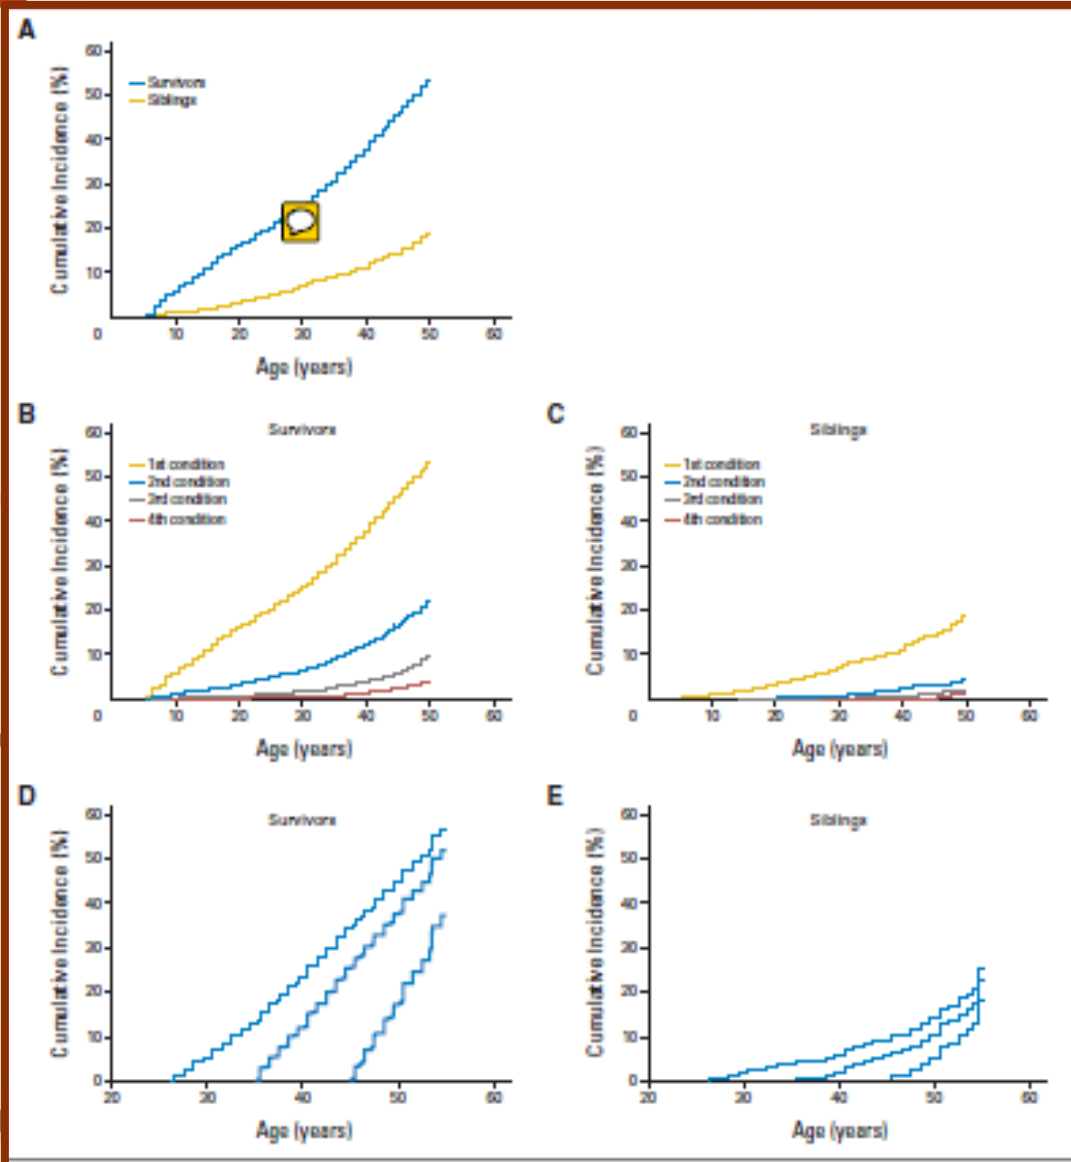 A
Cumulative Incidence (%)
60
50
40
30
20
10
0
Survivors
Siblings
10 20 30 40 50 60
Age (years)
B
Survivors
Cumulative Incidence (%)
60
50
40
30
20
10
0
1st condition
2nd condition
3rd condition
4th condition
10 20 30 40 50 60
Age (years)
C
Siblings
Cumulative Incidence (%)
60
50
40
30
20
10
0
1st condition
2nd condition
3rd condition
4th condition
10 20 30 40 50 60
Age (years)
D
Survivors
Cumulative Incidence (%)
60
50
40
30
20
10
0
20 30 40 50 60
Age (years)
E
Siblings
Cumulative Incidence (%)
60
50
40
30
20
10
0
20 30 40 50 60
Age (years)